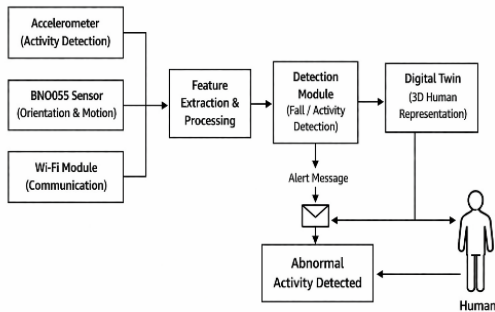 Accelerometer
(Activity Detection)
BNO055 Sensor
(Orientation & Motion)
Wi-Fi Module
(Communication)
Feature
Extraction &
Processing
Detection
Module
(Fall / Activity
Detection)
Digital Twin
(3D Human
Representation)
Alert Message
Abnormal
Activity Detected
Human